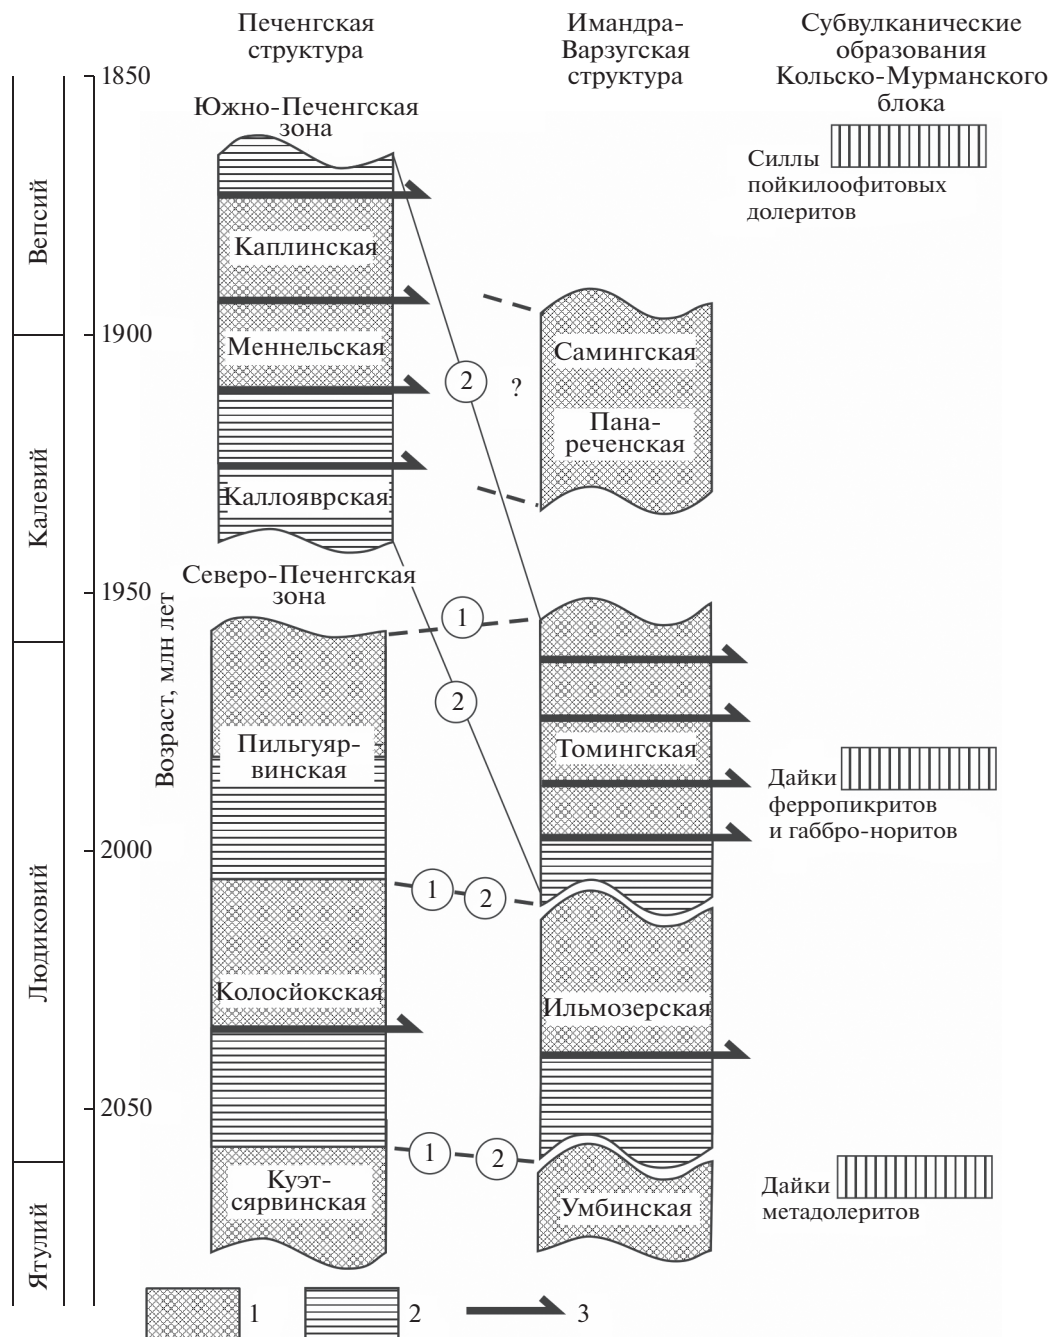 Печенгская
структура
Имандра-
Варзугская
структура
Субвулканические
образования
Кольско-Мурманского
блока
1850
Южно-Печенгская
зона
Силлы
пойкилоофитовых
долеритов
Вепсий
Каплинская
1900
Меннельская
2
?
Самингская
Пана-
реченская
Калевий
Каллояврская
Северо-Печенгская
зона
1950
Возраст, млн лет
1
2
Пильгуяр-
винская
Томингская
Дайки
ферропикритов
и габбро-норитов
2000
1
2
Людиковий
Колосйокская
Ильмозерская
2050
1
2
Куэт-
сярвинская
Умбинская
Дайки
метадолеритов
Ятулий
1
2
3